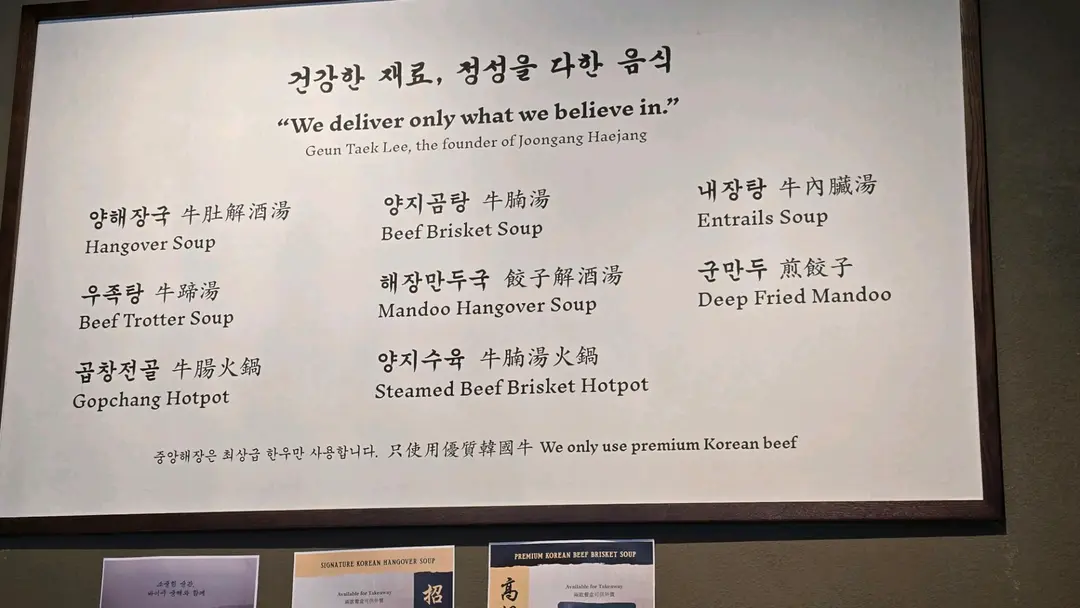 건강한 재료, 정성을 다한 음식
“We deliver only what we believe in.”
Geun Taek Lee, the founder of Joongang Haejang
양해장국 牛肚解酒湯
Hangover Soup
우족탕 牛蹄湯
Beef Trotter Soup
곱창전골 牛腸火鍋
Gopchang Hotpot
양지곰탕 牛腩湯
Beef Brisket Soup
해장만두국 餃子解酒湯
Mandoo Hangover Soup
양지수육 牛腩湯火鍋
Steamed Beef Brisket Hotpot
내장탕 牛內臟湯
Entrails Soup
군만두 煎餃子
Deep Fried Mandoo
중앙해장은 최상급 한우만 사용합니다. 只使用優質韓國牛 We only use premium Korean beef
SIGNATURE KOREAN HANGOVER SOUP
Available for Takeaway
招
PREMIUM KOREAN BEEF BRISKET SOUP
Available for Takeaway
高